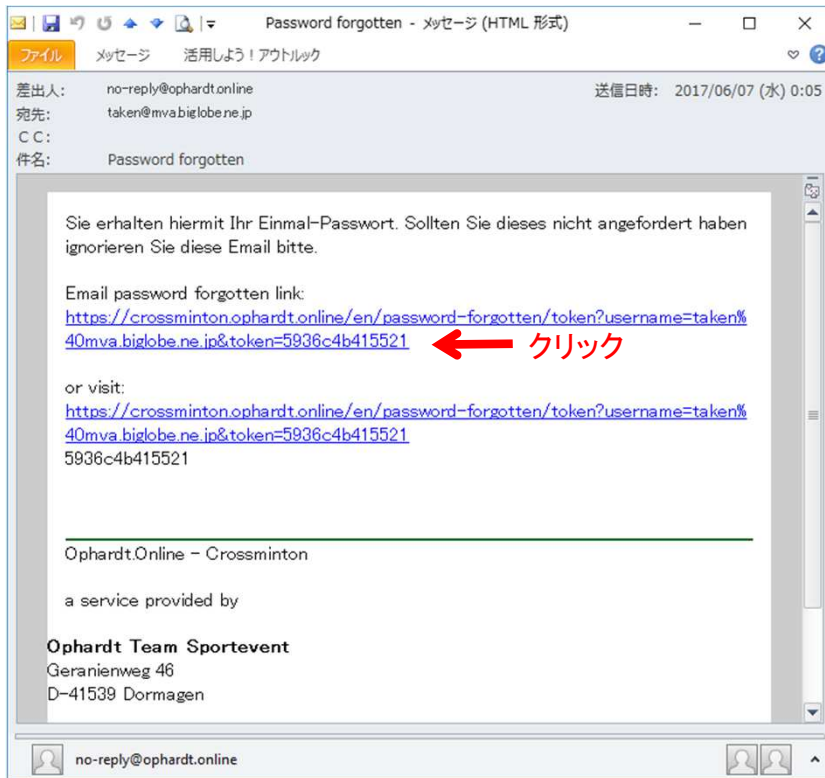 Password forgotten - メッセージ (HTML 形式)
ファイル メッセージ 活用しよう！アウトルック
差出人: no-reply@ophardt.online 送信日時: 2017/06/07 (水) 0:05
宛先: taken@mva.biglobe.ne.jp
ＣＣ:
件名: Password forgotten
Sie erhalten hiermit Ihr Einmal-Passwort. Sollten Sie dieses nicht angefordert haben
ignorieren Sie diese Email bitte.
Email password forgotten link:
https://crossminton.ophardt.online/en/password-forgotten/token?username=taken%
40mva.biglobe.ne.jp&token=5936c4b415521 クリック
or visit:
https://crossminton.ophardt.online/en/password-forgotten/token?username=taken%
40mva.biglobe.ne.jp&token=5936c4b415521
5936c4b415521
Ophardt.Online - Crossminton
a service provided by
Ophardt Team Sportevent
Geranienweg 46
D-41539 Dormagen
no-reply@ophardt.online